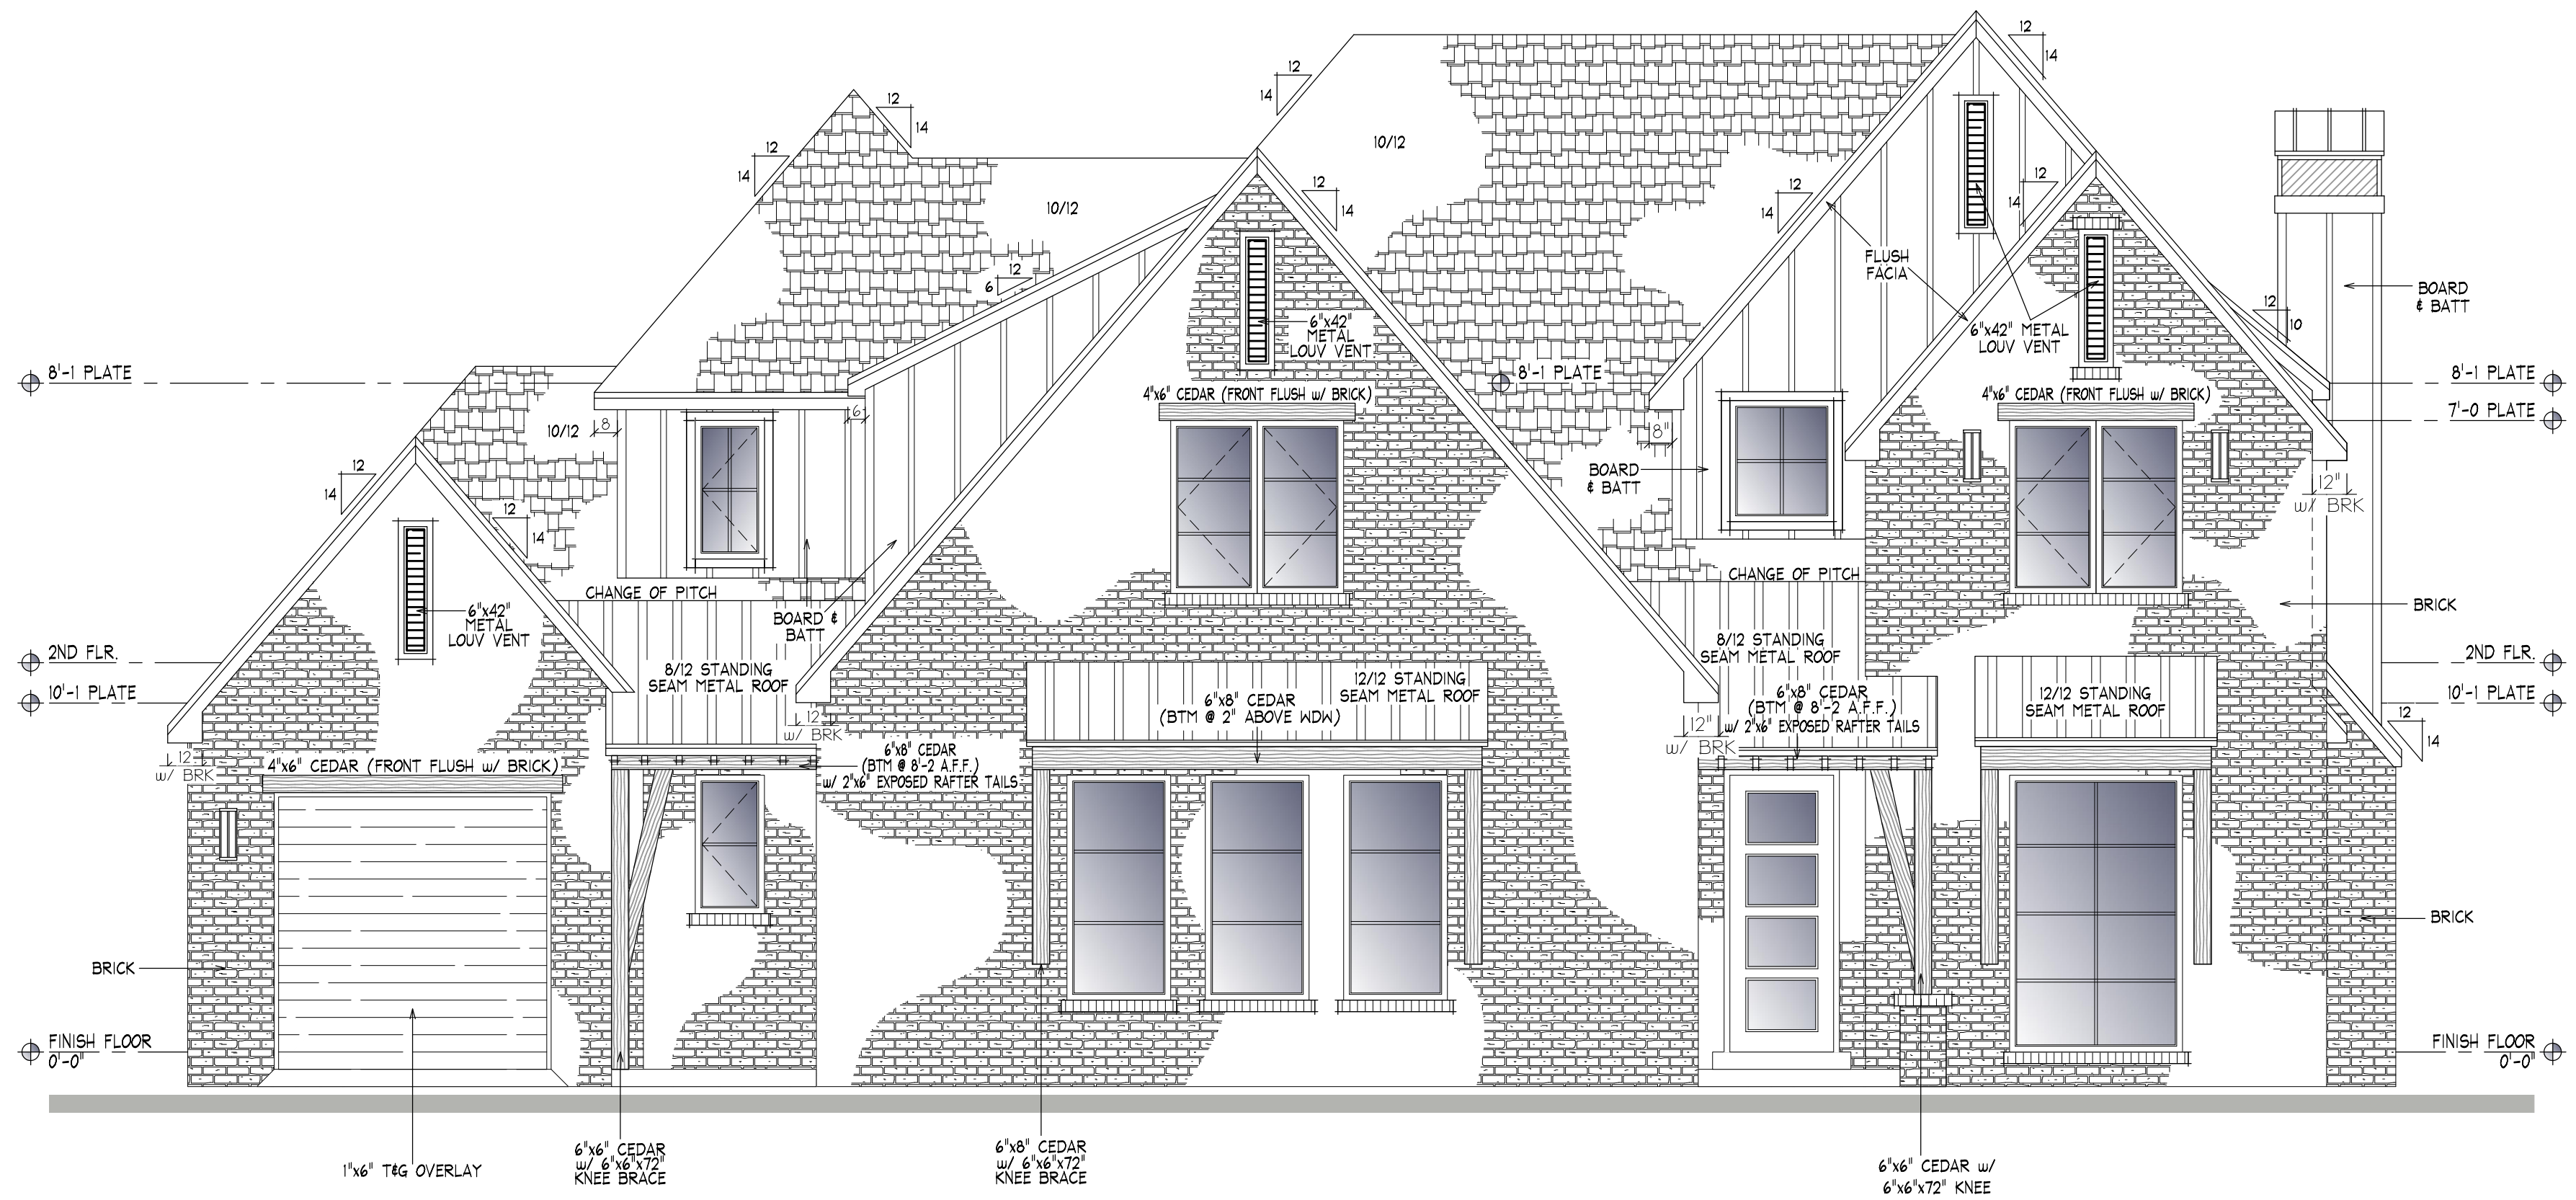 12
14
12
14
12
14
12
14
10/12
12
14
10/12
12
14
12
14
12
14
FLUSH
FACIA
12
6
6"x42"
METAL
LOUV VENT
6"x42" METAL
LOUV VENT
12
10
BOARD
& BATT
8'-1 PLATE
8'-1 PLATE
8'-1 PLATE
7'-0 PLATE
4"x6" CEDAR (FRONT FLUSH w/ BRICK)
4"x6" CEDAR (FRONT FLUSH w/ BRICK)
10/12
8
6
8"
12
14
12
14
BOARD
& BATT
12"
w/ BRK
CHANGE OF PITCH
CHANGE OF PITCH
6"x42"
METAL
LOUV VENT
BOARD &
BATT
BRICK
2ND FLR.
10'-1 PLATE
2ND FLR.
10'-1 PLATE
8/12 STANDING
SEAM METAL ROOF
12/12 STANDING
SEAM METAL ROOF
6"x8" CEDAR
(BTM @ 2" ABOVE WDW)
8/12 STANDING
SEAM METAL ROOF
6"x8" CEDAR
(BTM @ 8'-2 A.F.F.)
w/ 2"x6" EXPOSED RAFTER TAILS
12/12 STANDING
SEAM METAL ROOF
12"
w/ BRK
12"
w/ BRK
12
14
12"
w/ BRK
4"x6" CEDAR (FRONT FLUSH w/ BRICK)
6"x8" CEDAR
(BTM @ 8'-2 A.F.F.)
w/ 2"x6" EXPOSED RAFTER TAILS
BRICK
BRICK
FINISH FLOOR
0'-0"
FINISH FLOOR
0'-0"
1"x6" T&G OVERLAY
6"x6" CEDAR
w/ 6"x6"x72"
KNEE BRACE
6"x8" CEDAR
w/ 6"x6"x72"
KNEE BRACE
6"x6" CEDAR w/
6"x6"x72" KNEE